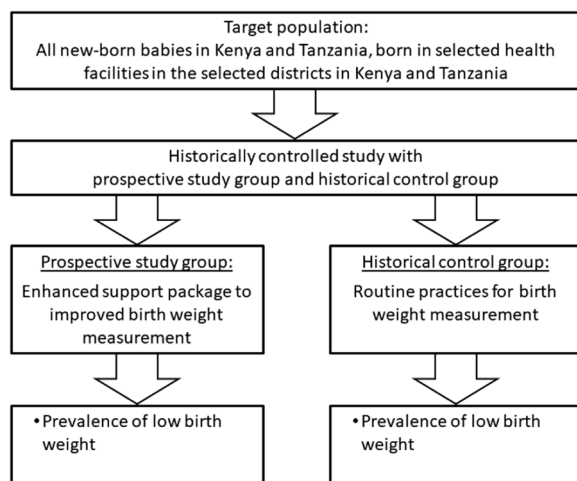 Target population:
All new-born babies in Kenya and Tanzania, born in selected health
facilities in the selected districts in Kenya and Tanzania
Historically controlled study with
prospective study group and historical control group
Prospective study group:
Enhanced support package to
improved birth weight
measurement
Historical control group:
Routine practices for birth
weight measurement
•Prevalence of low birth
weight
•Prevalence of low birth
weight